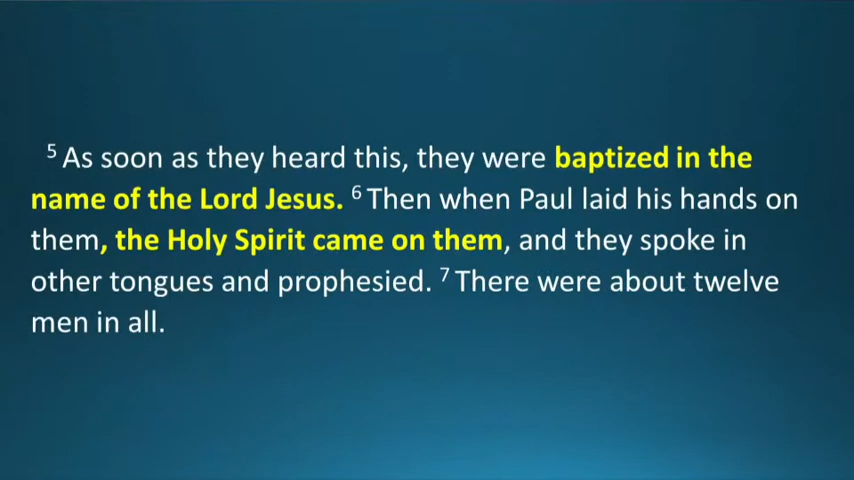 5 As soon as they heard this, they were baptized in the
name of the Lord Jesus. 6 Then when Paul laid his hands on
them, the Holy Spirit came on them, and they spoke in
other tongues and prophesied. 7 There were about twelve
men in all.